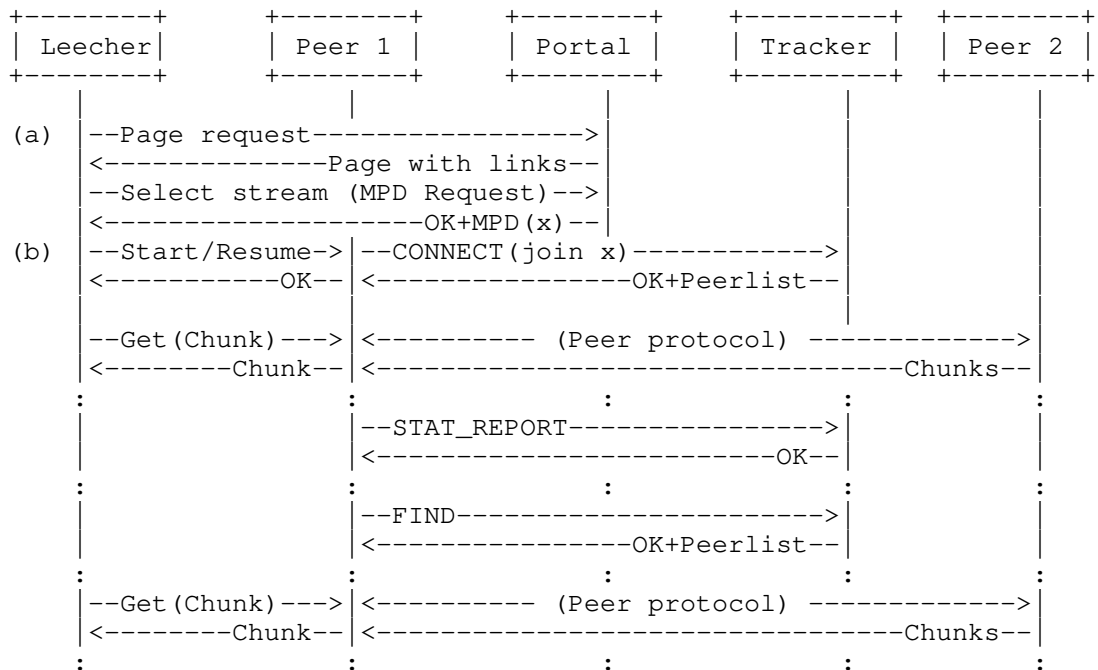 +--------+      +--------+     +--------+     +---------+  +--------+
| Leecher|      | Peer 1 |     | Portal |     | Tracker |  | Peer 2 |
+--------+      +--------+     +--------+     +---------+  +--------+
    |                |               |              |           |
(a) |--Page request----------------->|              |           |
    |<--------------Page with links--|              |           |
    |--Select stream (MPD Request)-->|              |           |
    |<--------------------OK+MPD(x)--|              |           |
(b) |--Start/Resume->|--CONNECT(join x)------------>|           |
    |<-----------OK--|<----------------OK+Peerlist--|           |
    |                |                              |           |
    |--Get(Chunk)--->|<---------- (Peer protocol) ------------->|
    |<--------Chunk--|<---------------------------------Chunks--|
    :                :               :              :           :
    |                |--STAT_REPORT---------------->|           |
    |                |<-------------------------OK--|           |
    :                :               :              :           :
    |                |--FIND----------------------->|           |
    |                |<----------------OK+Peerlist--|           |
    :                :               :              :           :
    |--Get(Chunk)--->|<---------- (Peer protocol) ------------->|
    |<--------Chunk--|<---------------------------------Chunks--|
    :                :               :              :           :